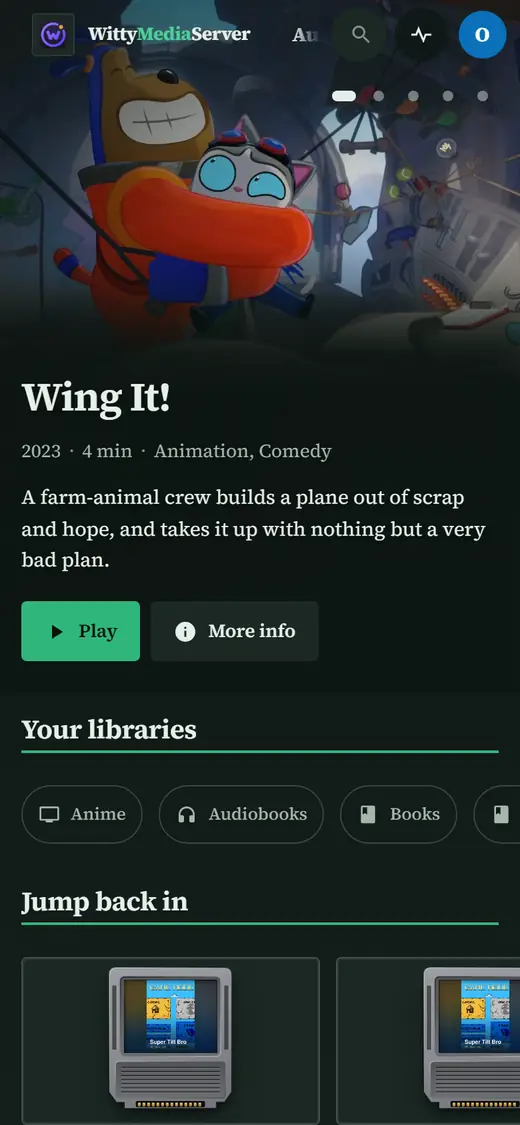 WittyMediaServer
Au
O
Wing It!
2023 · 4 min · Animation, Comedy
A farm-animal crew builds a plane out of scrap
and hope, and takes it up with nothing but a very
bad plan.
Play
More info
Your libraries
Anime
Audiobooks
Books
Jump back in
Super Tilt Bro
Super Tilt Bro